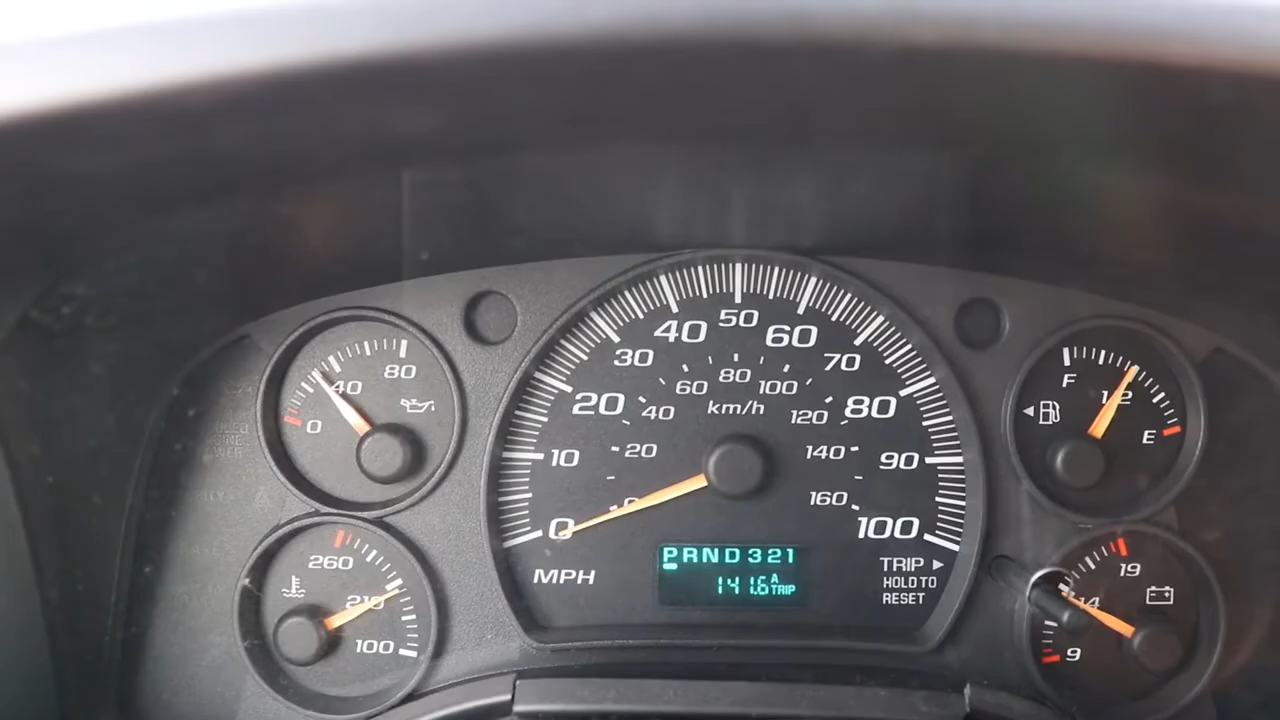 40 80
0
260
210
100
0 10 20 30 40 50 60 70 80 90 100
0 20 40 60 80 100 120 140 160
km/h
MPH
PRND321
141.6 A TRIP
TRIP ▸
HOLD TO
RESET
F 1/2 E
19
14
9